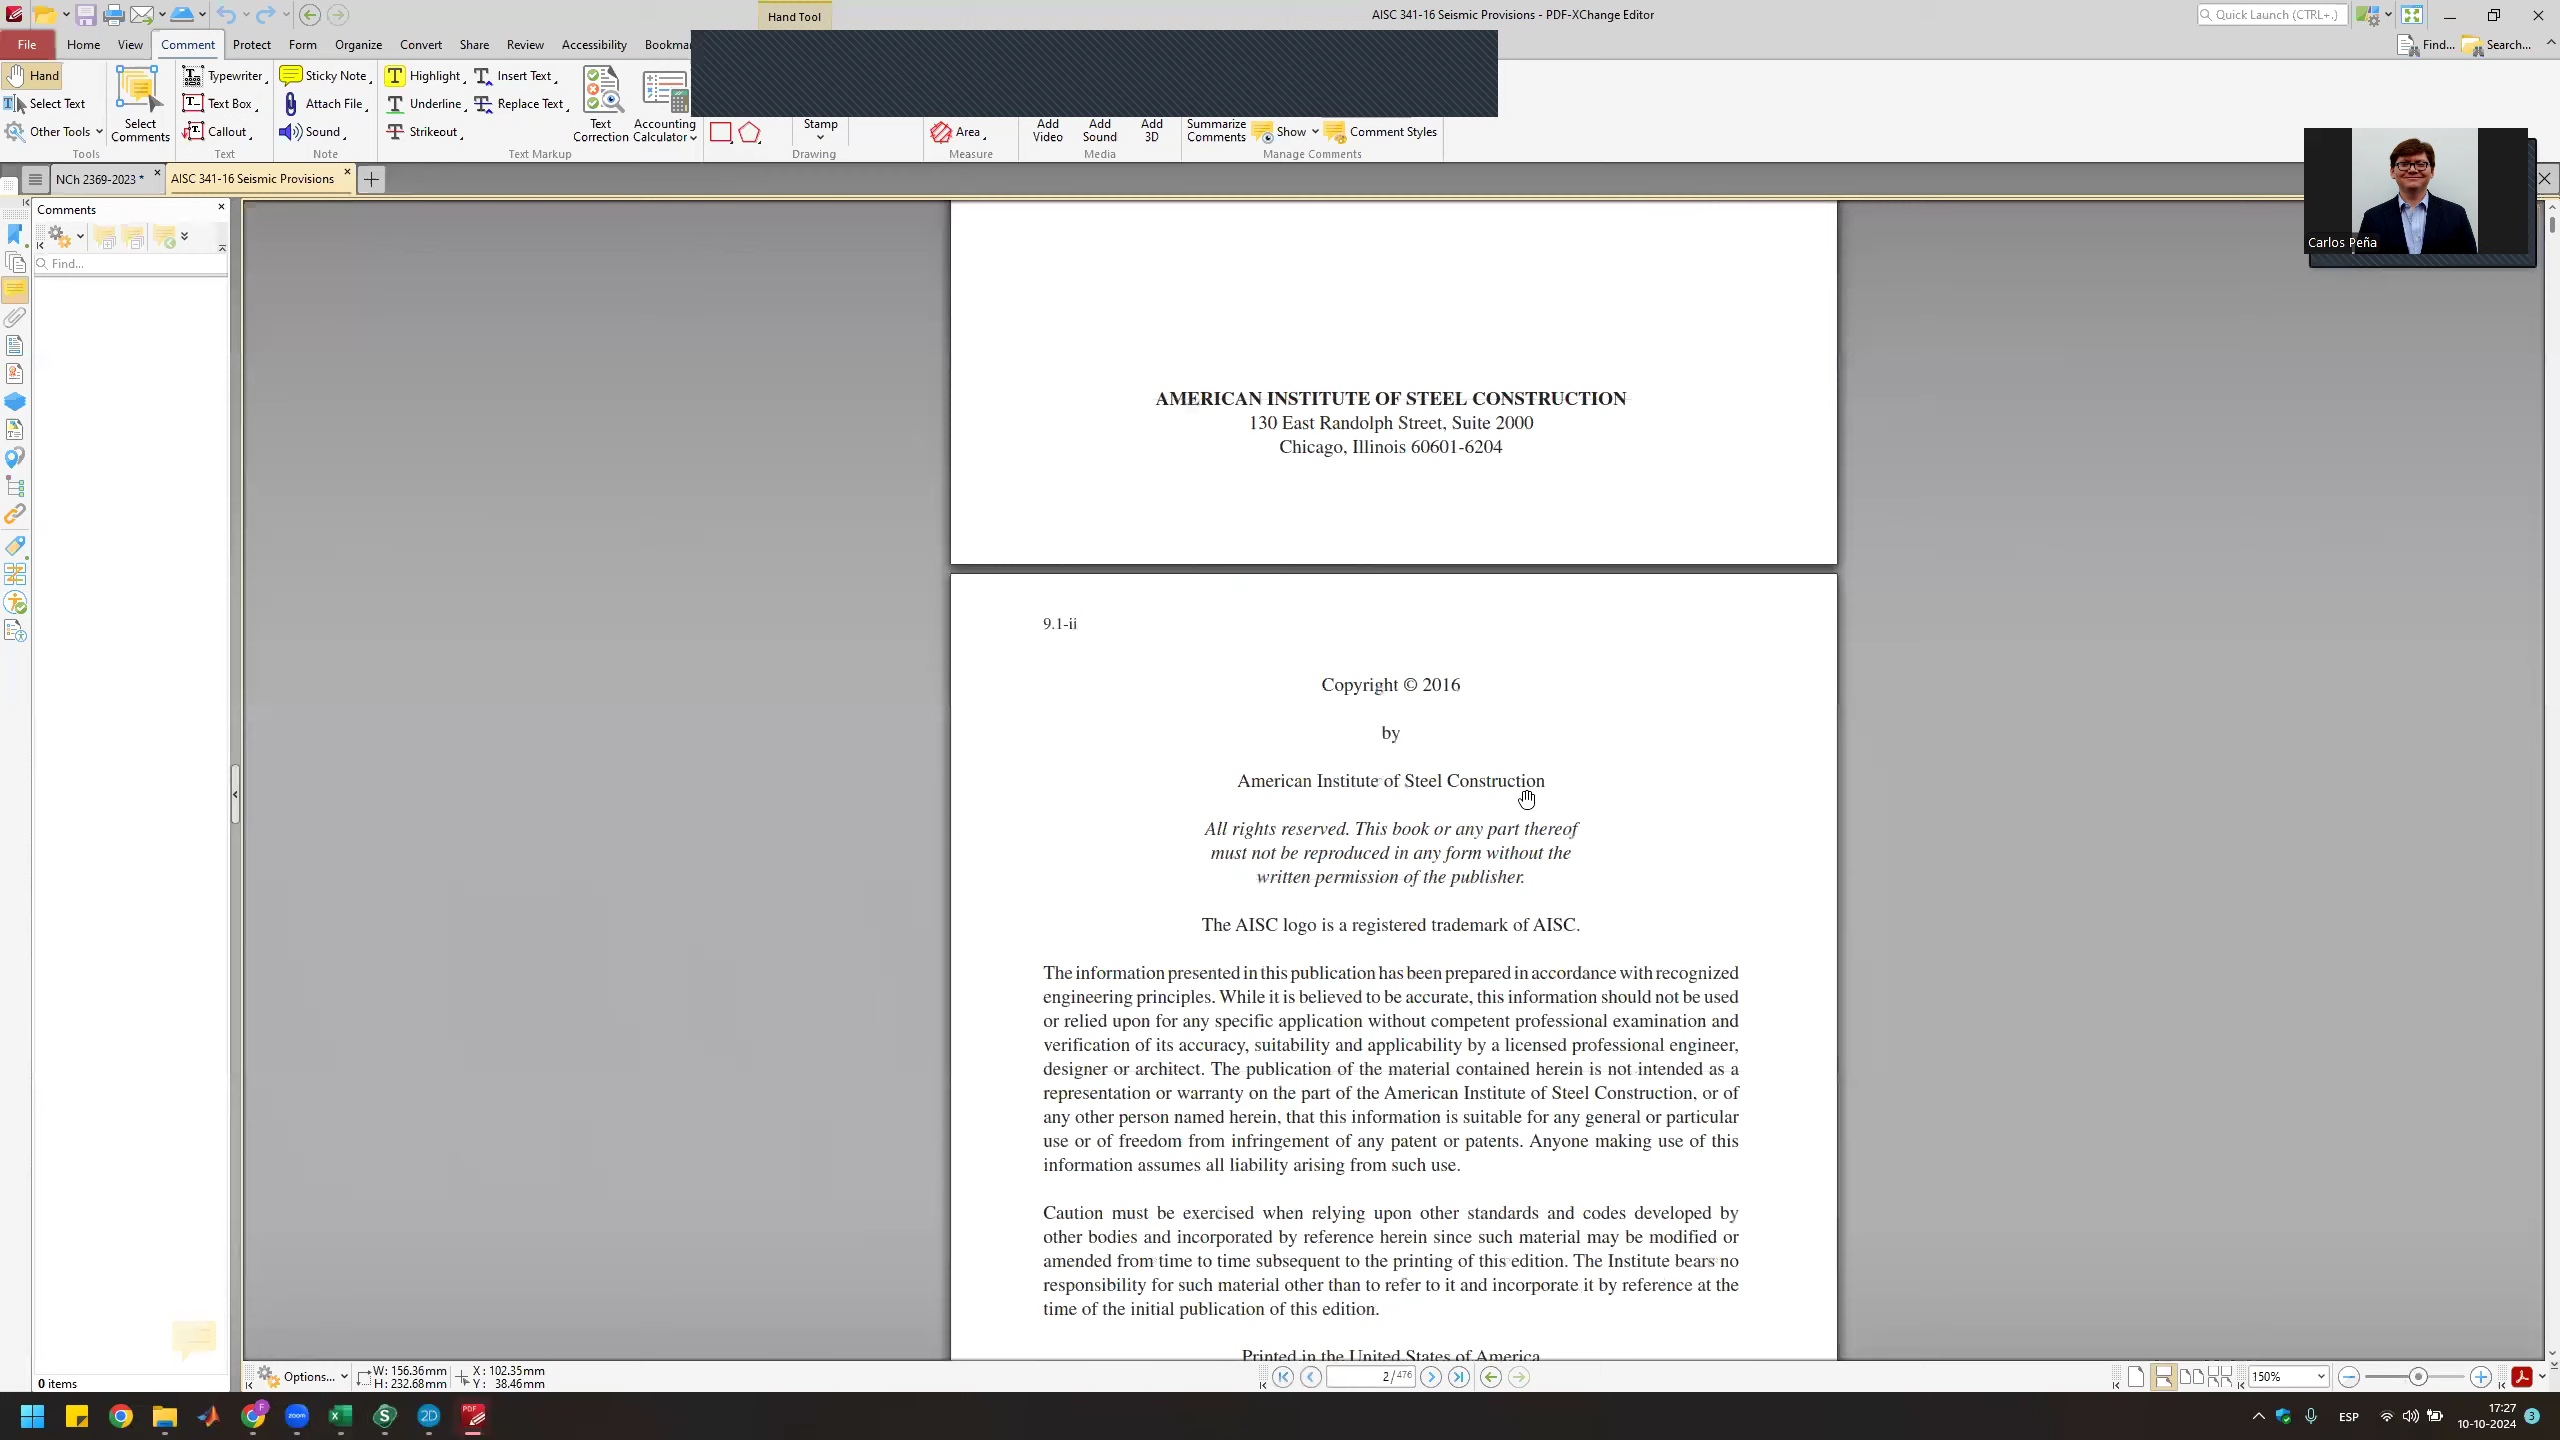 Hand Tool
AISC 341-16 Seismic Provisions - PDF-XChange Editor
Quick Launch (CTRL+.)
File
Home
View
Comment
Protect
Form
Organize
Convert
Share
Review
Accessibility
Find...
Search...
Hand
Select Text
Other Tools
Tools
Select Comments
Typewriter
Text Box
Callout
Text
Sticky Note
Attach File
Sound
Note
Highlight
Underline
Strikeout
Insert Text
Replace Text
Text Markup
Text Correction
Accounting Calculator
Stamp
Drawing
Area
Measure
Add Video
Add Sound
Add 3D
Media
Summarize Comments
Show
Comment Styles
Manage Comments
NCh 2369-2023 *
AISC 341-16 Seismic Provisions
Carlos Peña
Comments
Find...
AMERICAN INSTITUTE OF STEEL CONSTRUCTION
130 East Randolph Street, Suite 2000
Chicago, Illinois 60601-6204
9.1-ii
Copyright © 2016
by
American Institute of Steel Construction
All rights reserved. This book or any part thereof
must not be reproduced in any form without the
written permission of the publisher.
The AISC logo is a registered trademark of AISC.
The information presented in this publication has been prepared in accordance with recognized
engineering principles. While it is believed to be accurate, this information should not be used
or relied upon for any specific application without competent professional examination and
verification of its accuracy, suitability and applicability by a licensed professional engineer,
designer or architect. The publication of the material contained herein is not intended as a
representation or warranty on the part of the American Institute of Steel Construction, or of
any other person named herein, that this information is suitable for any general or particular
use or of freedom from infringement of any patent or patents. Anyone making use of this
information assumes all liability arising from such use.
Caution must be exercised when relying upon other standards and codes developed by
other bodies and incorporated by reference herein since such material may be modified or
amended from time to time subsequent to the printing of this edition. The Institute bears no
responsibility for such material other than to refer to it and incorporate it by reference at the
time of the initial publication of this edition.
Printed in the United States of America
0 items
Options...
W: 156.36mm
H: 232.68mm
X: 102.35mm
Y: 38.46mm
2 / 476
150%
zoom
2D
PDF
ESP
17:27
10-10-2024
3